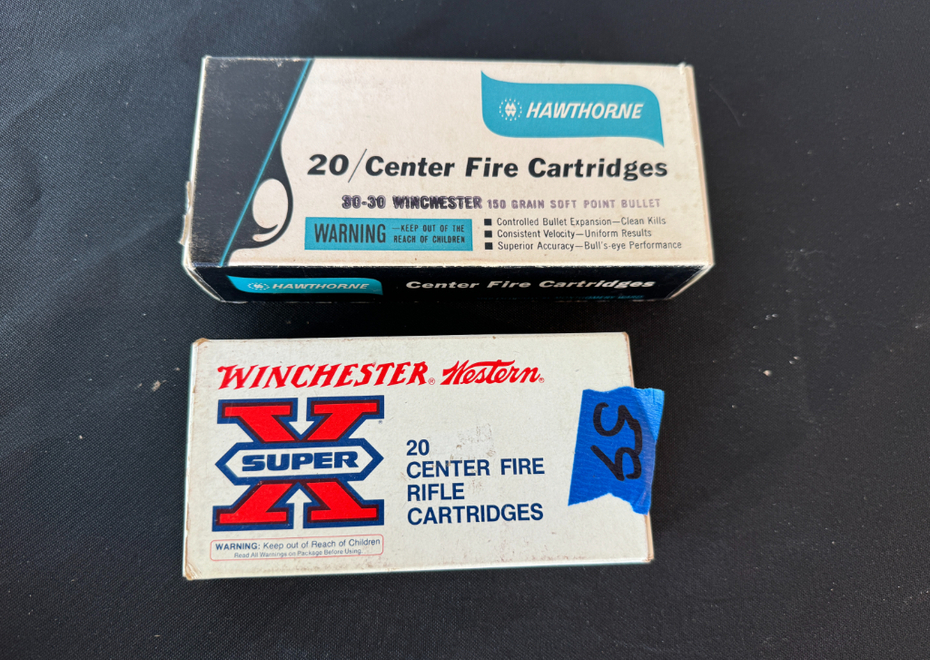 HAWTHORNE
20/Center Fire Cartridges
30-30 WINCHESTER 150 GRAIN SOFT POINT BULLET
WARNING —KEEP OUT OF THE REACH OF CHILDREN
■ Controlled Bullet Expansion—Clean Kills
■ Consistent Velocity—Uniform Results
■ Superior Accuracy—Bull's-eye Performance
HAWTHORNE Center Fire Cartridges
WINCHESTER® Western®
SUPER X
20
CENTER FIRE
RIFLE
CARTRIDGES
59
WARNING: Keep out of Reach of Children
Read All Warnings on Package Before Using.